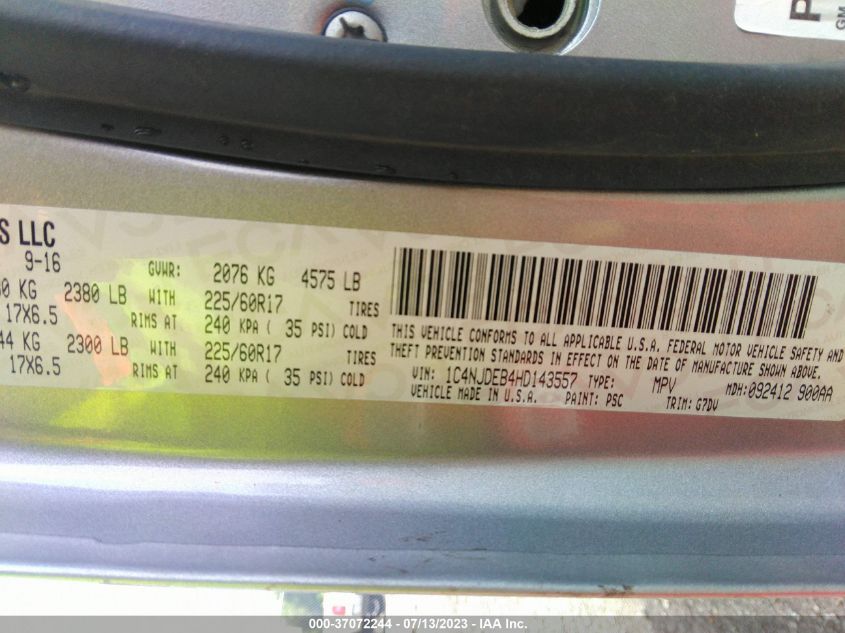 P
GM
S LLC
9-16
GVWR: 2076 KG 4575 LB
0 KG 2380 LB WITH 225/60R17 TIRES
17X6.5 RIMS AT 240 KPA ( 35 PSI) COLD
44 KG 2300 LB WITH 225/60R17 TIRES
17X6.5 RIMS AT 240 KPA ( 35 PSI) COLD
THIS VEHICLE CONFORMS TO ALL APPLICABLE U.S.A. FEDERAL MOTOR VEHICLE SAFETY AND
THEFT PREVENTION STANDARDS IN EFFECT ON THE DATE OF MANUFACTURE SHOWN ABOVE.
VIN: 1C4NJDEB4HD143557 TYPE: MPV MDH: 092412 900AA
VEHICLE MADE IN U.S.A. PAINT: PSC TRIM: G7DV
000-37072244 - 07/13/2023 - IAA Inc.